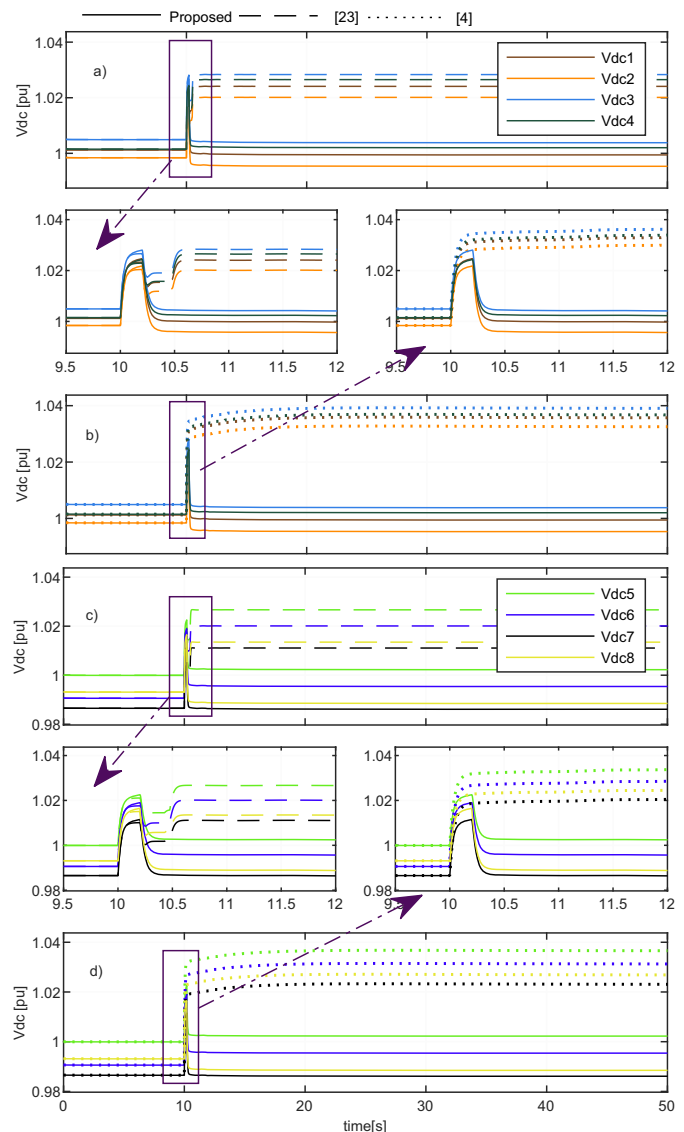 Proposed [23] [4]
1.04
1.02
1
Vdc [pu]
a)
Vdc1
Vdc2
Vdc3
Vdc4
1.04
1.02
1
9.5 10 10.5 11 11.5 12
1.04
1.02
1
9.5 10 10.5 11 11.5 12
1.04
1.02
1
Vdc[pu]
b)
1.04
1.02
1
0.98
Vdc [pu]
c)
Vdc5
Vdc6
Vdc7
Vdc8
1.04
1.02
1
0.98
9.5 10 10.5 11 11.5 12
1.04
1.02
1
0.98
9.5 10 10.5 11 11.5 12
1.04
1.02
1
0.98
Vdc [pu]
d)
0 10 20 30 40 50
time[s]